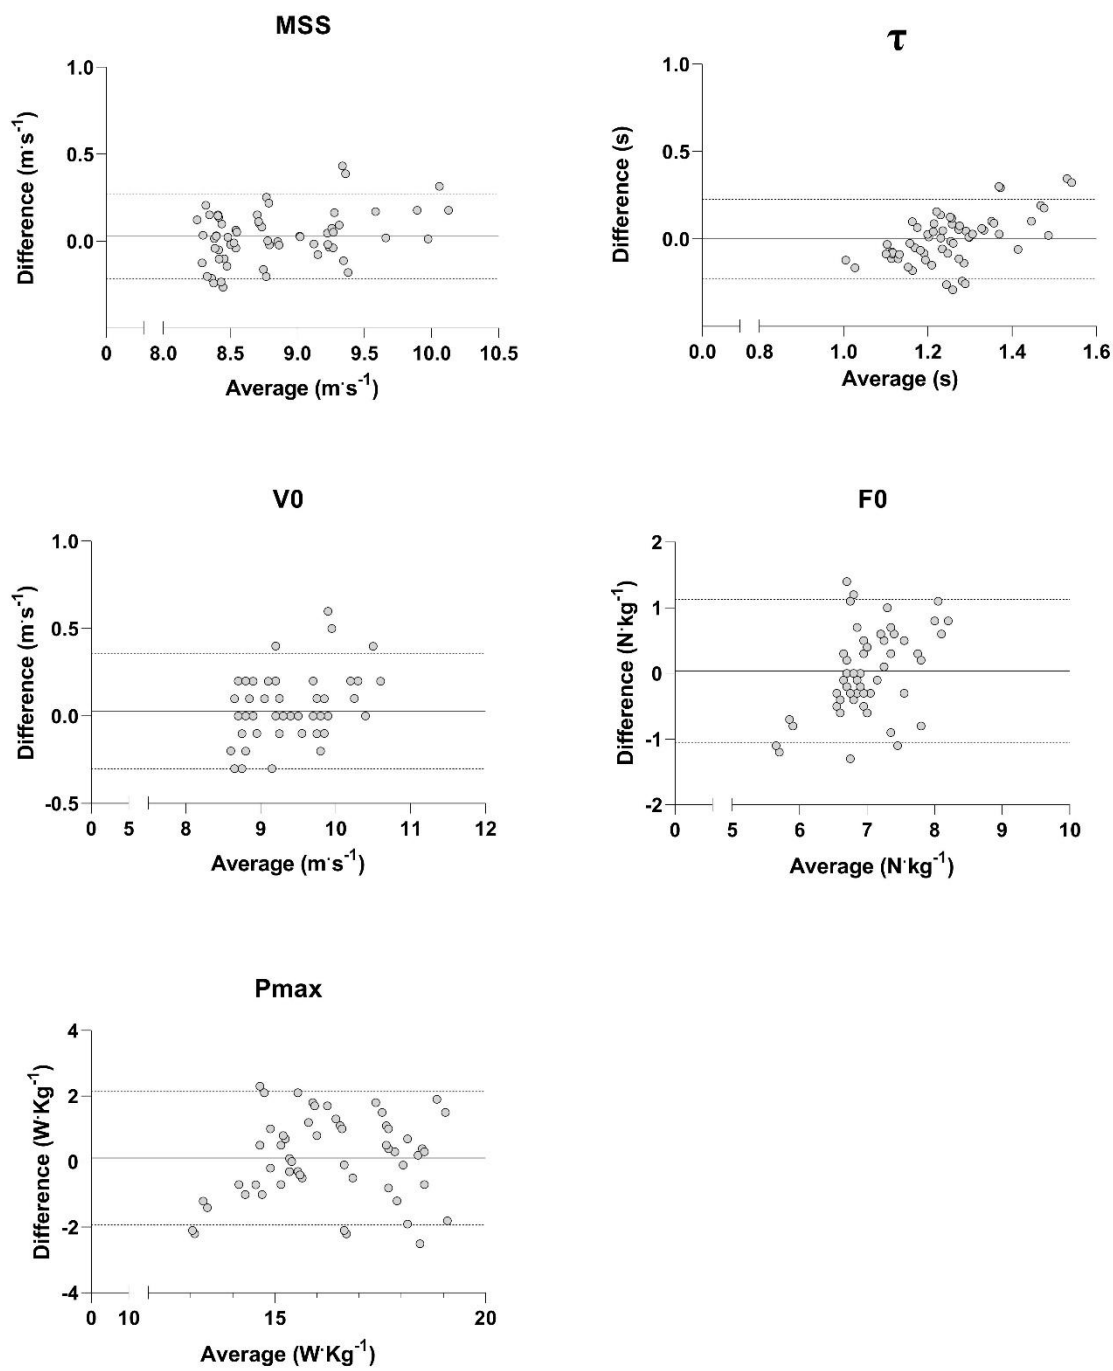 MSS
1.0
0.5
0.0
Difference (m·s⁻¹)
0 8.0 8.5 9.0 9.5 10.0 10.5
Average (m·s⁻¹)
τ
1.0
0.5
0.0
Difference (s)
0.0 0.8 1.0 1.2 1.4 1.6
Average (s)
V0
1.0
0.5
0.0
-0.5
Difference (m·s⁻¹)
0 5 8 9 10 11 12
Average (m·s⁻¹)
F0
2
1
0
-1
-2
Difference (N·kg⁻¹)
0 5 6 7 8 9 10
Average (N·kg⁻¹)
Pmax
4
2
0
-2
-4
Difference (W·Kg⁻¹)
0 10 15 20
Average (W·Kg⁻¹)